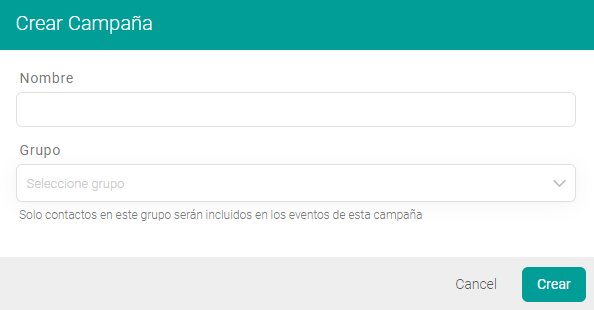 Crear Campaña
Nombre
Grupo
Seleccione grupo
Solo contactos en este grupo serán incluidos en los eventos de esta campaña
Cancel
Crear